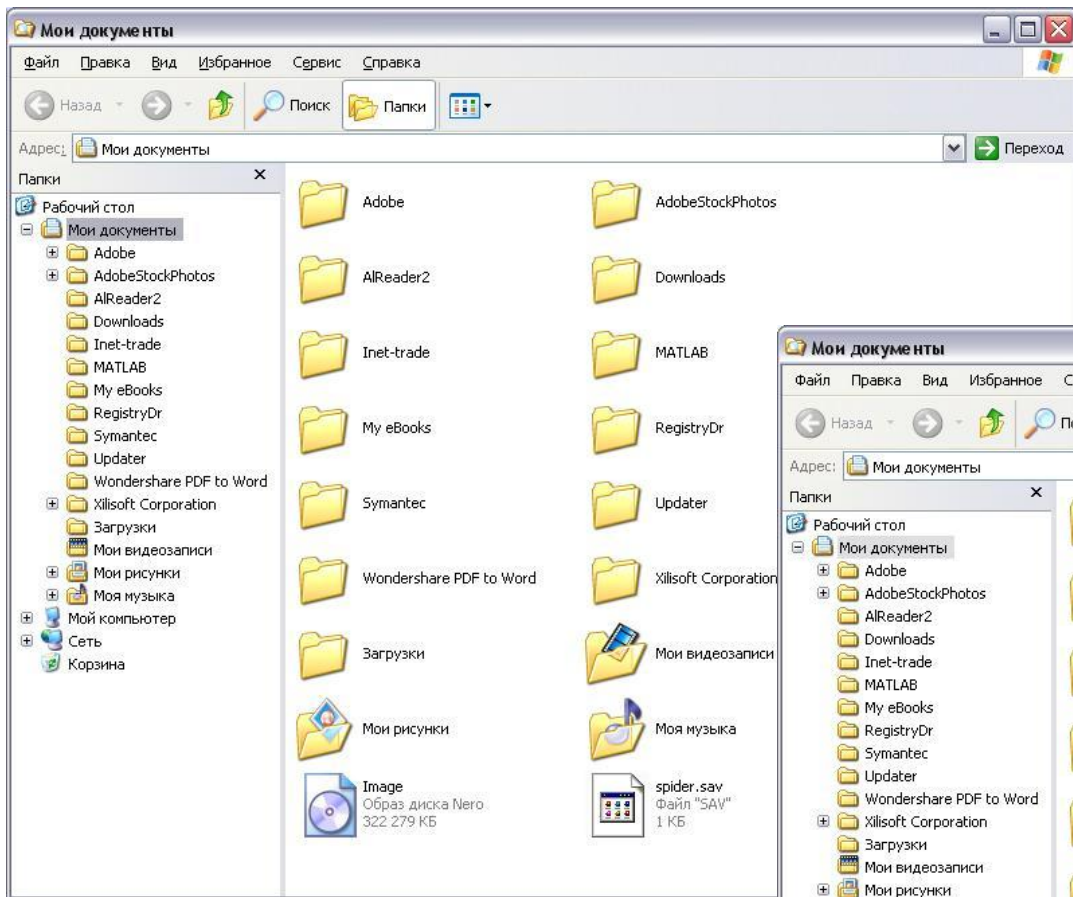 Мои документы
Файл Правка Вид Избранное Сервис Справка
Назад Поиск Папки
Адрес: Мои документы Переход
Папки
Рабочий стол
Мои документы
Adobe
AdobeStockPhotos
AlReader2
Downloads
Inet-trade
MATLAB
My eBooks
RegistryDr
Symantec
Updater
Wondershare PDF to Word
Xilisoft Corporation
Загрузки
Мои видеозаписи
Мои рисунки
Моя музыка
Мой компьютер
Сеть
Корзина
Adobe AdobeStockPhotos
AlReader2 Downloads
Inet-trade MATLAB
My eBooks RegistryDr
Symantec Updater
Wondershare PDF to Word Xilisoft Corporation
Загрузки Мои видеозаписи
Мои рисунки Моя музыка
Image
Образ диска Nero
322 279 КБ
spider.sav
Файл "SAV"
1 КБ
Мои документы
Файл Правка Вид Избранное С
Назад
Адрес: Мои документы
Папки
Рабочий стол
Мои документы
Adobe
AdobeStockPhotos
AlReader2
Downloads
Inet-trade
MATLAB
My eBooks
RegistryDr
Symantec
Updater
Wondershare PDF to Word
Xilisoft Corporation
Загрузки
Мои видеозаписи
Мои рисунки